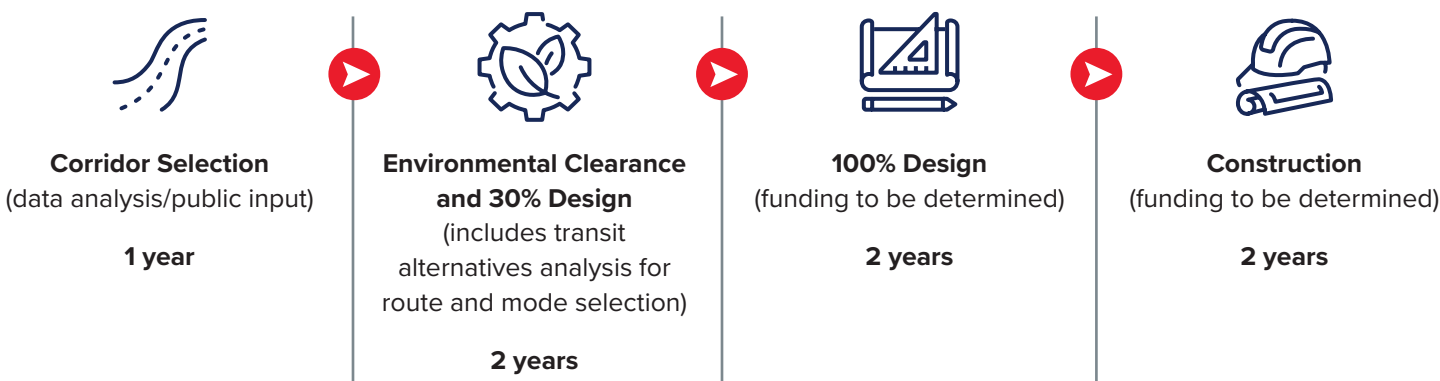 Corridor Selection
(data analysis/public input)
1 year
Environmental Clearance
and 30% Design
(includes transit
alternatives analysis for
route and mode selection)
2 years
100% Design
(funding to be determined)
2 years
Construction
(funding to be determined)
2 years